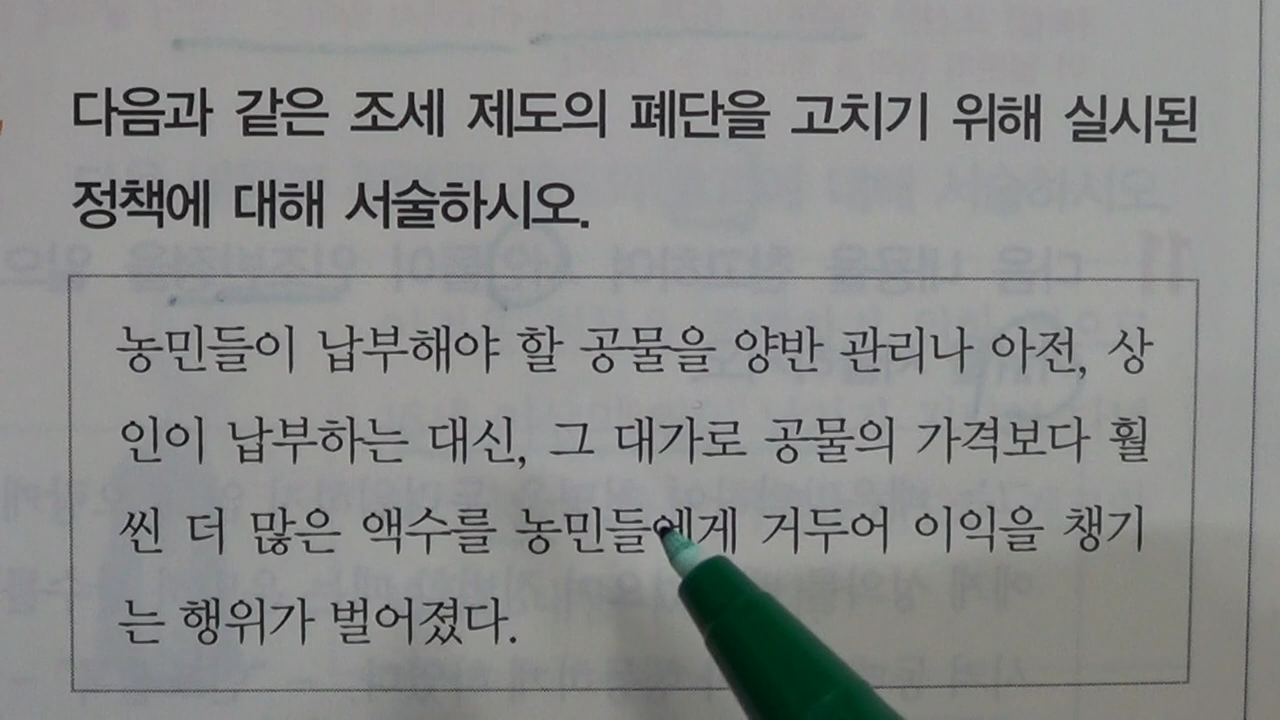 다음과 같은 조세 제도의 폐단을 고치기 위해 실시된
정책에 대해 서술하시오.
농민들이 납부해야 할 공물을 양반 관리나 아전, 상
인이 납부하는 대신, 그 대가로 공물의 가격보다 훨
씬 더 많은 액수를 농민들에게 거두어 이익을 챙기
는 행위가 벌어졌다.